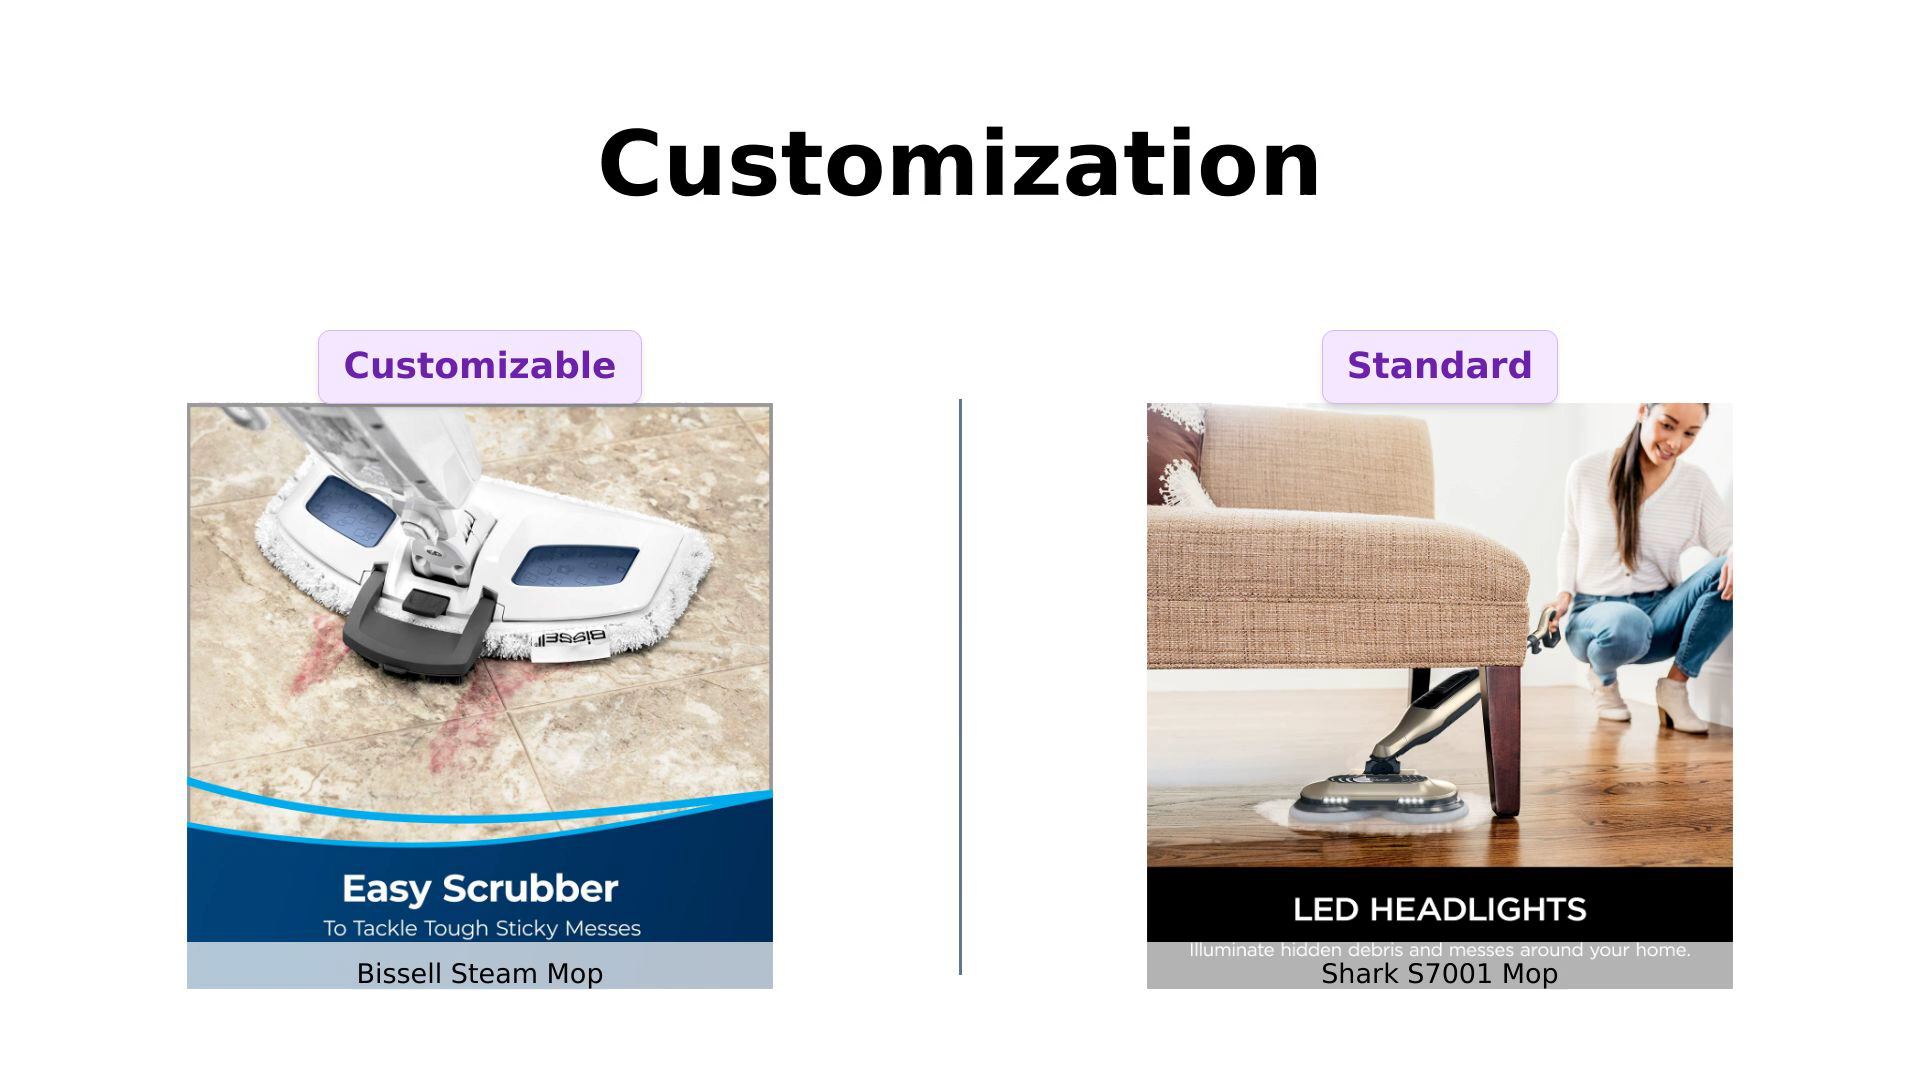 Customization
Customizable
Standard
BISSELL
Easy Scrubber
To Tackle Tough Sticky Messes
Bissell Steam Mop
LED HEADLIGHTS
Illuminate hidden debris and messes around your home.
Shark S7001 Mop